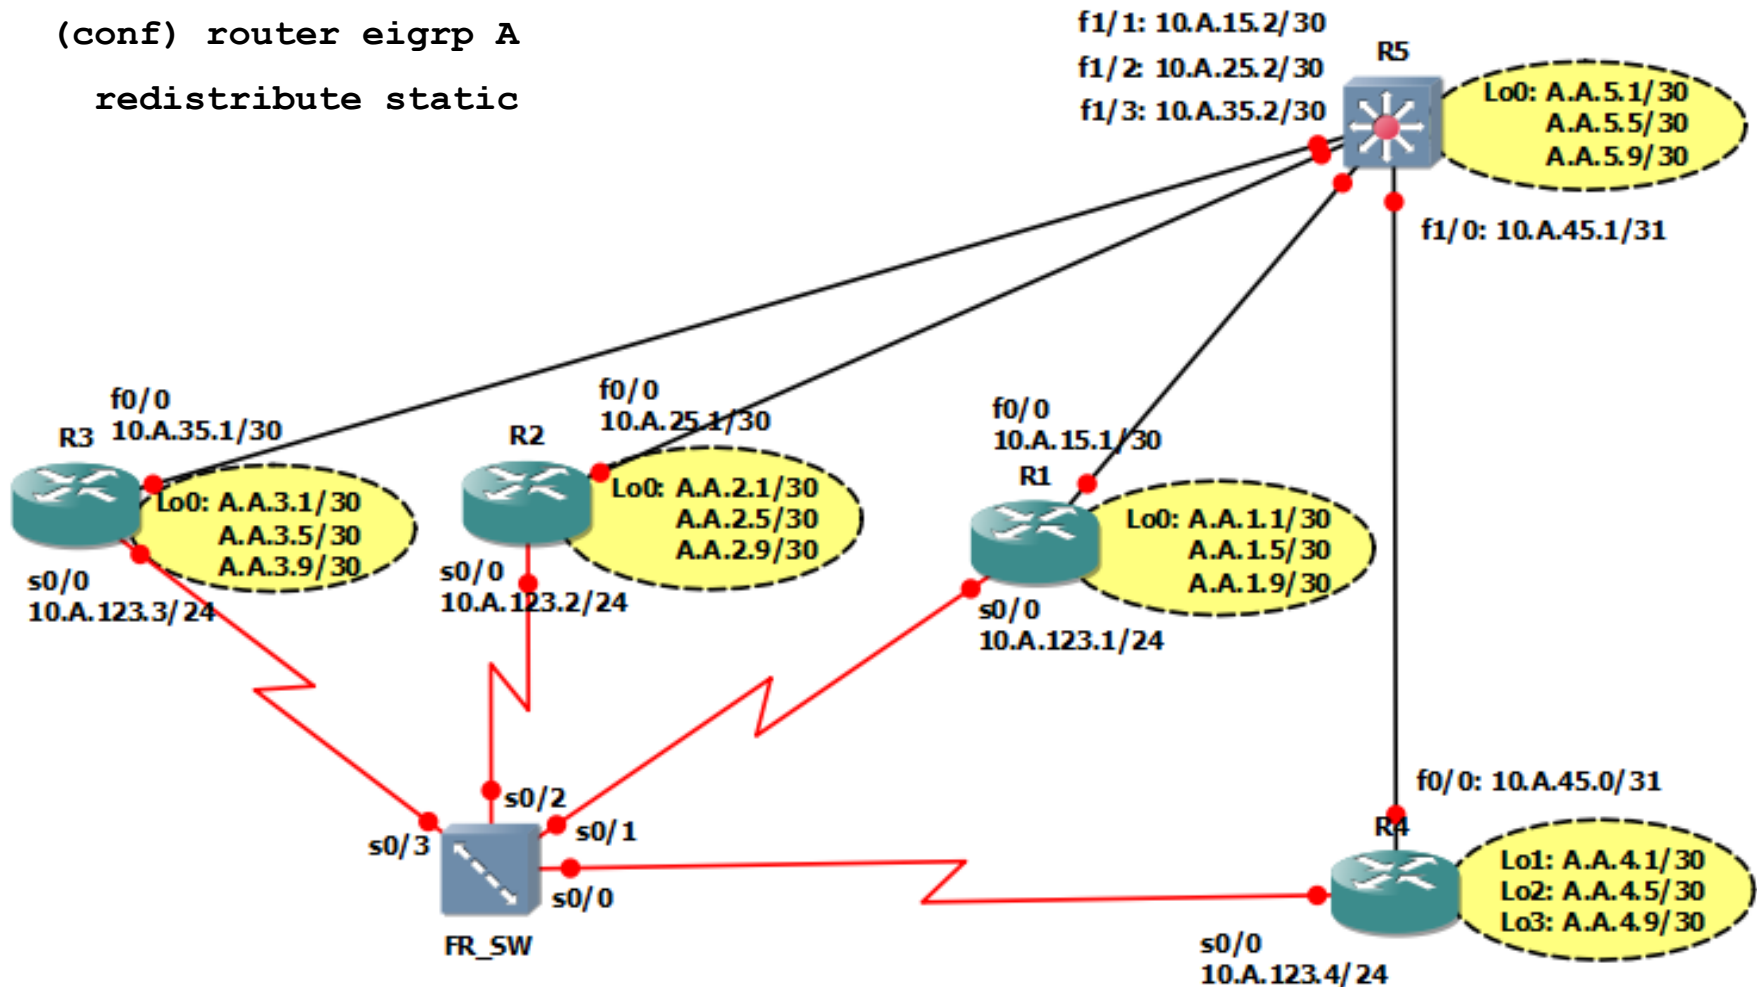 (conf) router eigrp A
redistribute static
f1/1: 10.A.15.2/30
f1/2: 10.A.25.2/30
f1/3: 10.A.35.2/30
R5
Lo0: A.A.5.1/30
A.A.5.5/30
A.A.5.9/30
f1/0: 10.A.45.1/31
f0/0
10.A.35.1/30
R3
Lo0: A.A.3.1/30
A.A.3.5/30
A.A.3.9/30
s0/0
10.A.123.3/24
f0/0
10.A.25.1/30
R2
Lo0: A.A.2.1/30
A.A.2.5/30
A.A.2.9/30
s0/0
10.A.123.2/24
f0/0
10.A.15.1/30
R1
Lo0: A.A.1.1/30
A.A.1.5/30
A.A.1.9/30
s0/0
10.A.123.1/24
s0/2
s0/1
s0/3
s0/0
FR_SW
f0/0: 10.A.45.0/31
R4
Lo1: A.A.4.1/30
Lo2: A.A.4.5/30
Lo3: A.A.4.9/30
s0/0
10.A.123.4/24